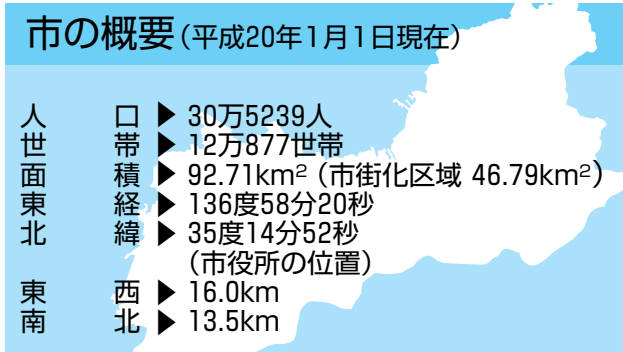 市の概要(平成20年1月1日現在)
人口▶30万5239人
世帯▶12万877世帯
面積▶92.71km²(市街化区域 46.79km²)
東経▶136度58分20秒
北緯▶35度14分52秒
(市役所の位置)
東西▶16.0km
南北▶13.5km